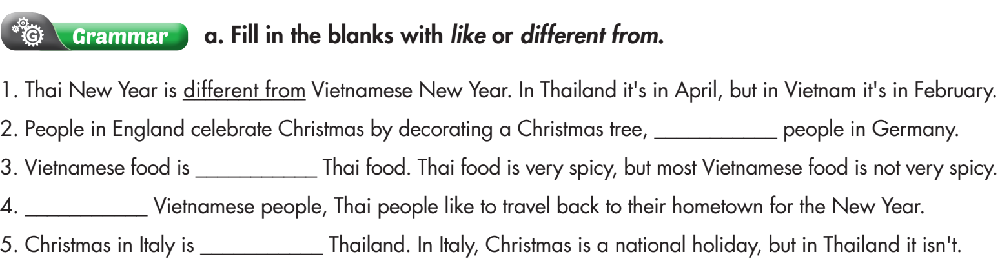 Grammar a. Fill in the blanks with like or different from.
1. Thai New Year is different from Vietnamese New Year. In Thailand it's in April, but in Vietnam it's in February.
2. People in England celebrate Christmas by decorating a Christmas tree, ___________ people in Germany.
3. Vietnamese food is ___________ Thai food. Thai food is very spicy, but most Vietnamese food is not very spicy.
4. ___________ Vietnamese people, Thai people like to travel back to their hometown for the New Year.
5. Christmas in Italy is ___________ Thailand. In Italy, Christmas is a national holiday, but in Thailand it isn't.